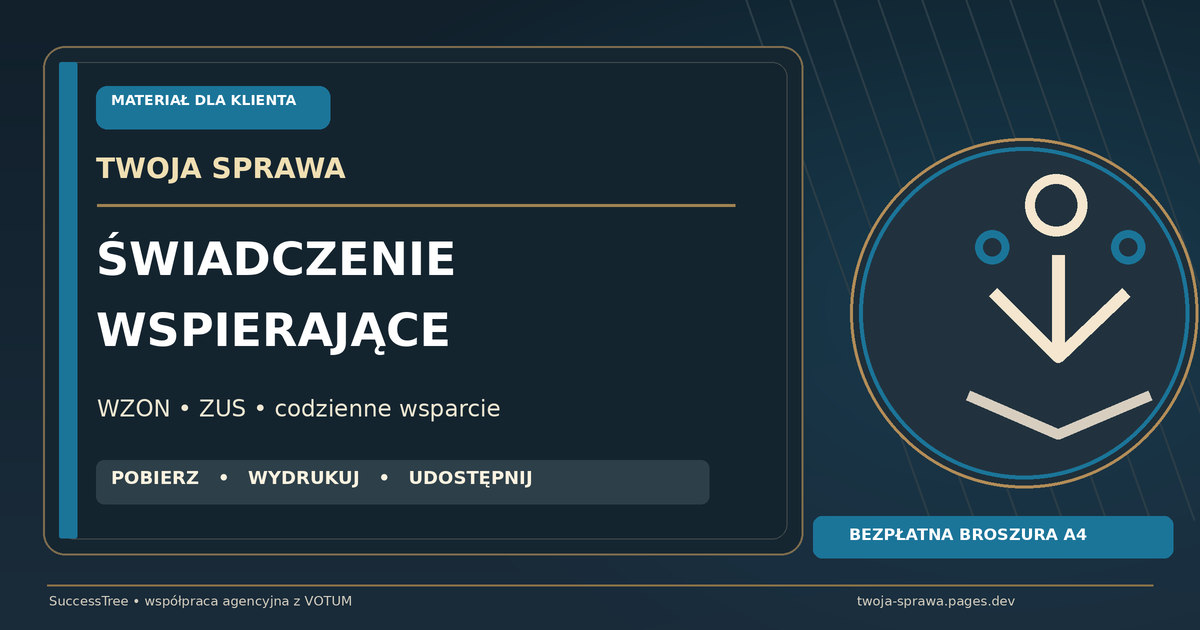 MATERIAŁ DLA KLIENTA
TWOJA SPRAWA
ŚWIADCZENIE
WSPIERAJĄCE
WZON • ZUS • codzienne wsparcie
POBIERZ • WYDRUKUJ • UDOSTĘPNIJ
BEZPŁATNA BROSZURA A4
SuccessTree • współpraca agencyjna z VOTUM
twoja-sprawa.pages.dev